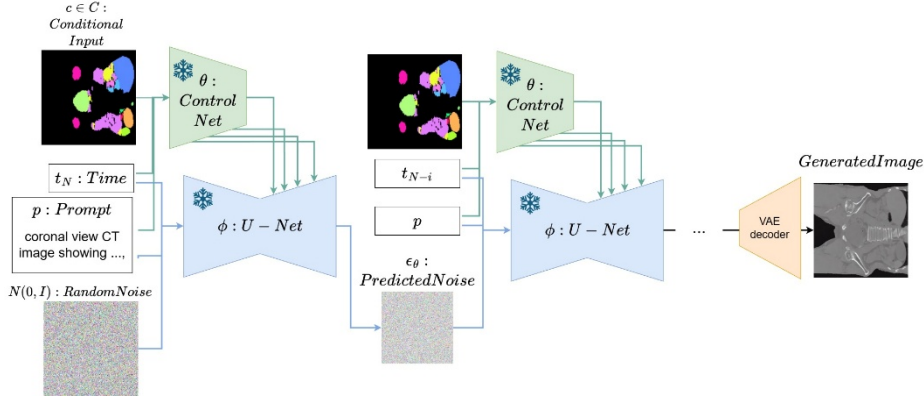 c ∈ C :
Conditional
Input
θ :
Control
Net
t_N : Time
p : Prompt
coronal view CT
image showing ...,
ϕ : U − Net
N(0, I) : RandomNoise
θ :
Control
Net
t_{N−i}
p
ϕ : U − Net
ϵ_θ :
PredictedNoise
...
VAE
decoder
GeneratedImage